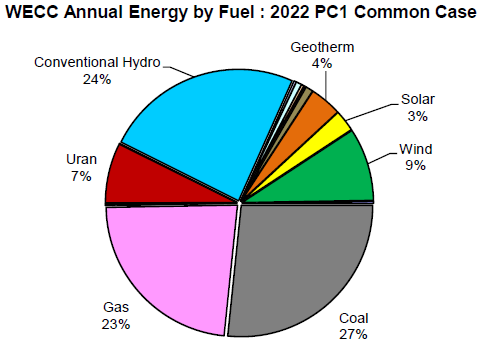 WECC Annual Energy by Fuel : 2022 PC1 Common Case
Geotherm
4%
Conventional Hydro
24%
Solar
3%
Wind
9%
Uran
7%
Gas
23%
Coal
27%